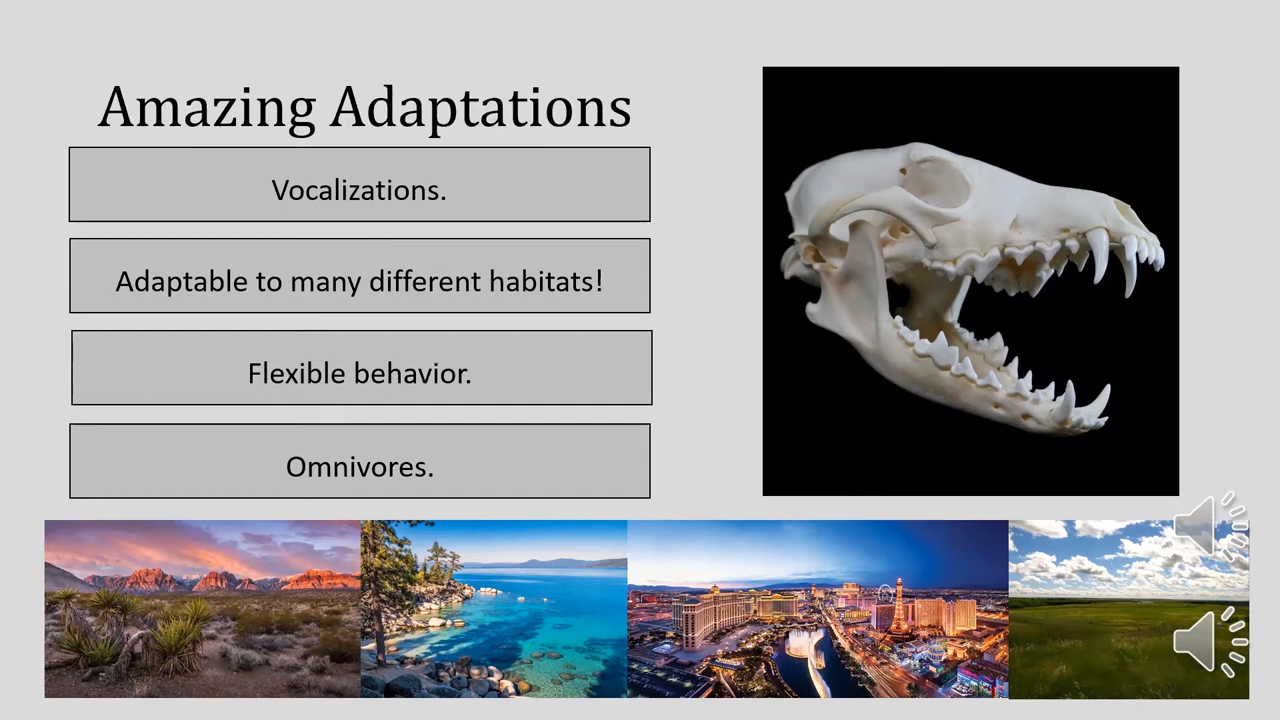 Amazing Adaptations
Vocalizations.
Adaptable to many different habitats!
Flexible behavior.
Omnivores.